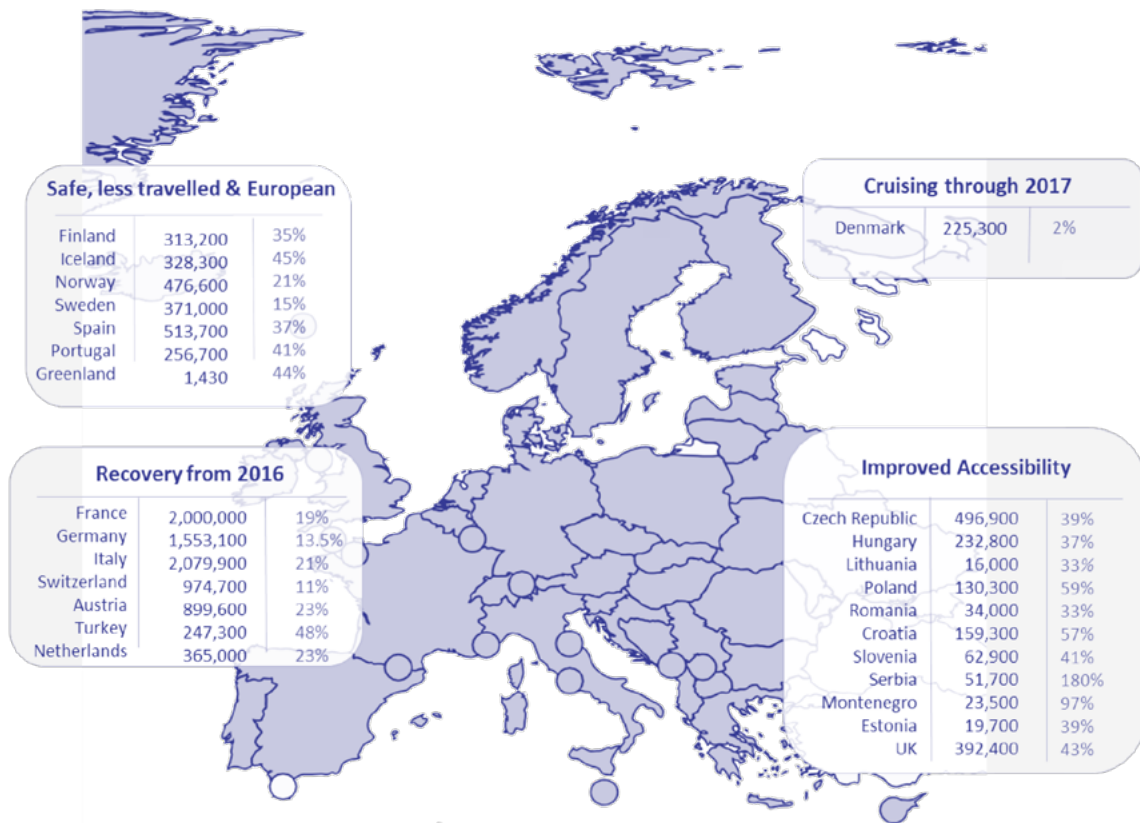 Safe, less travelled & European
Finland 313,200 35%
Iceland 328,300 45%
Norway 476,600 21%
Sweden 371,000 15%
Spain 513,700 37%
Portugal 256,700 41%
Greenland 1,430 44%
Cruising through 2017
Denmark 225,300 2%
Recovery from 2016
France 2,000,000 19%
Germany 1,553,100 13.5%
Italy 2,079,900 21%
Switzerland 974,700 11%
Austria 899,600 23%
Turkey 247,300 48%
Netherlands 365,000 23%
Improved Accessibility
Czech Republic 496,900 39%
Hungary 232,800 37%
Lithuania 16,000 33%
Poland 130,300 59%
Romania 34,000 33%
Croatia 159,300 57%
Slovenia 62,900 41%
Serbia 51,700 180%
Montenegro 23,500 97%
Estonia 19,700 39%
UK 392,400 43%